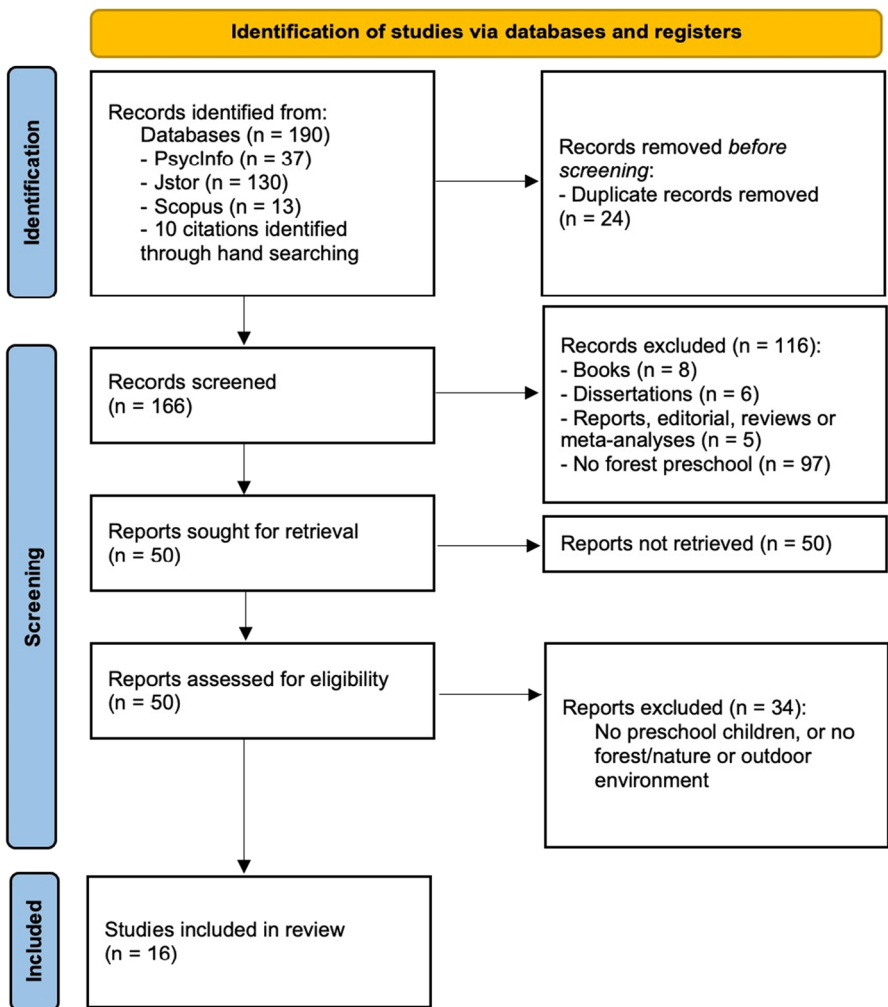 Identification of studies via databases and registers
Identification
Records identified from:
Databases (n = 190)
- PsycInfo (n = 37)
- Jstor (n = 130)
- Scopus (n = 13)
- 10 citations identified
through hand searching
Records removed before
screening:
- Duplicate records removed
(n = 24)
Screening
Records screened
(n = 166)
Records excluded (n = 116):
- Books (n = 8)
- Dissertations (n = 6)
- Reports, editorial, reviews or
meta-analyses (n = 5)
- No forest preschool (n = 97)
Reports sought for retrieval
(n = 50)
Reports not retrieved (n = 50)
Reports assessed for eligibility
(n = 50)
Reports excluded (n = 34):
No preschool children, or no
forest/nature or outdoor
environment
Included
Studies included in review
(n = 16)